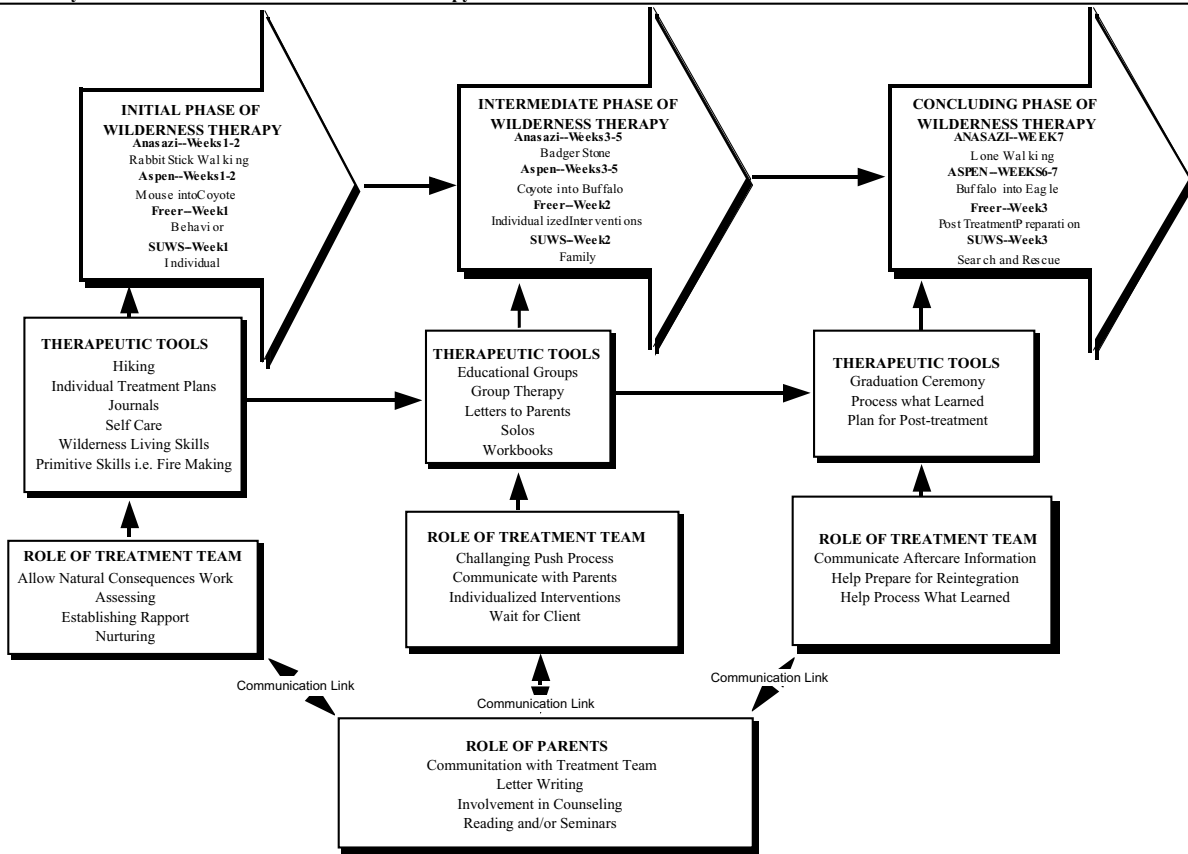 INITIAL PHASE OF
WILDERNESS THERAPY
Anasazi--Weeks1-2
Rabbit Stick Walking
Aspen--Weeks1-2
Mouse intoCoyote
Freer--Week1
Behavior
SUWS--Week1
Individual
INTERMEDIATE PHASE OF
WILDERNESS THERAPY
Anasazi--Weeks3-5
Badger Stone
Aspen--Weeks3-5
Coyote into Buffalo
Freer--Week2
IndividualizedInterventions
SUWS--Week2
Family
CONCLUDING PHASE OF
WILDERNESS THERAPY
ANASAZI--WEEK7
Lone Walking
ASPEN--WEEKS6-7
Buffalo into Eagle
Freer--Week3
Post TreatmentPreparation
SUWS--Week3
Search and Rescue
THERAPEUTIC TOOLS
Hiking
Individual Treatment Plans
Journals
Self Care
Wilderness Living Skills
Primitive Skills i.e. Fire Making
THERAPEUTIC TOOLS
Educational Groups
Group Therapy
Letters to Parents
Solos
Workbooks
THERAPEUTIC TOOLS
Graduation Ceremony
Process what Learned
Plan for Post-treatment
ROLE OF TREATMENT TEAM
Allow Natural Consequences Work
Assessing
Establishing Rapport
Nurturing
ROLE OF TREATMENT TEAM
Challanging Push Process
Communicate with Parents
Individualized Interventions
Wait for Client
ROLE OF TREATMENT TEAM
Communicate Aftercare Information
Help Prepare for Reintegration
Help Process What Learned
Communication Link
Communication Link
Communication Link
ROLE OF PARENTS
Communitation with Treatment Team
Letter Writing
Involvement in Counseling
Reading and/or Seminars